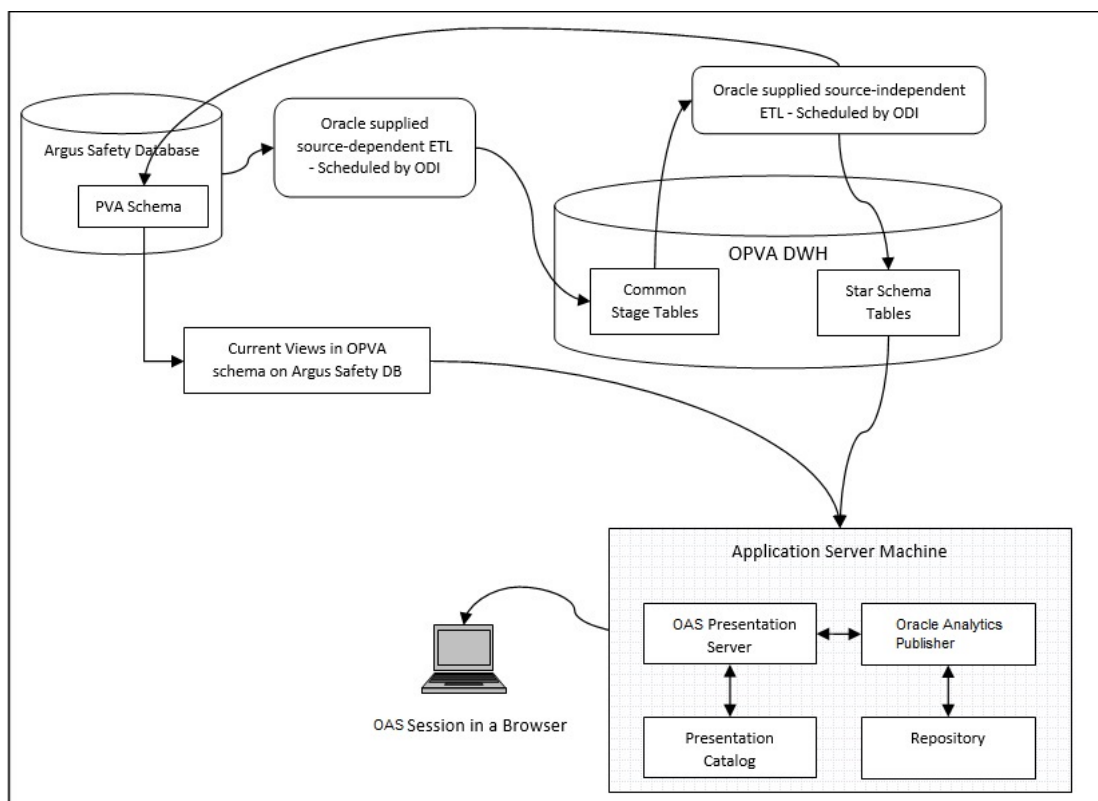 Oracle supplied source-independent
ETL - Scheduled by ODI
Oracle supplied
source-dependent ETL
- Scheduled by ODI
Argus Safety Database
PVA Schema
OPVA DWH
Common
Stage Tables
Star Schema
Tables
Current Views in OPVA
schema on Argus Safety DB
Application Server Machine
OAS Presentation
Server
Oracle Analytics
Publisher
Presentation
Catalog
Repository
OAS Session in a Browser